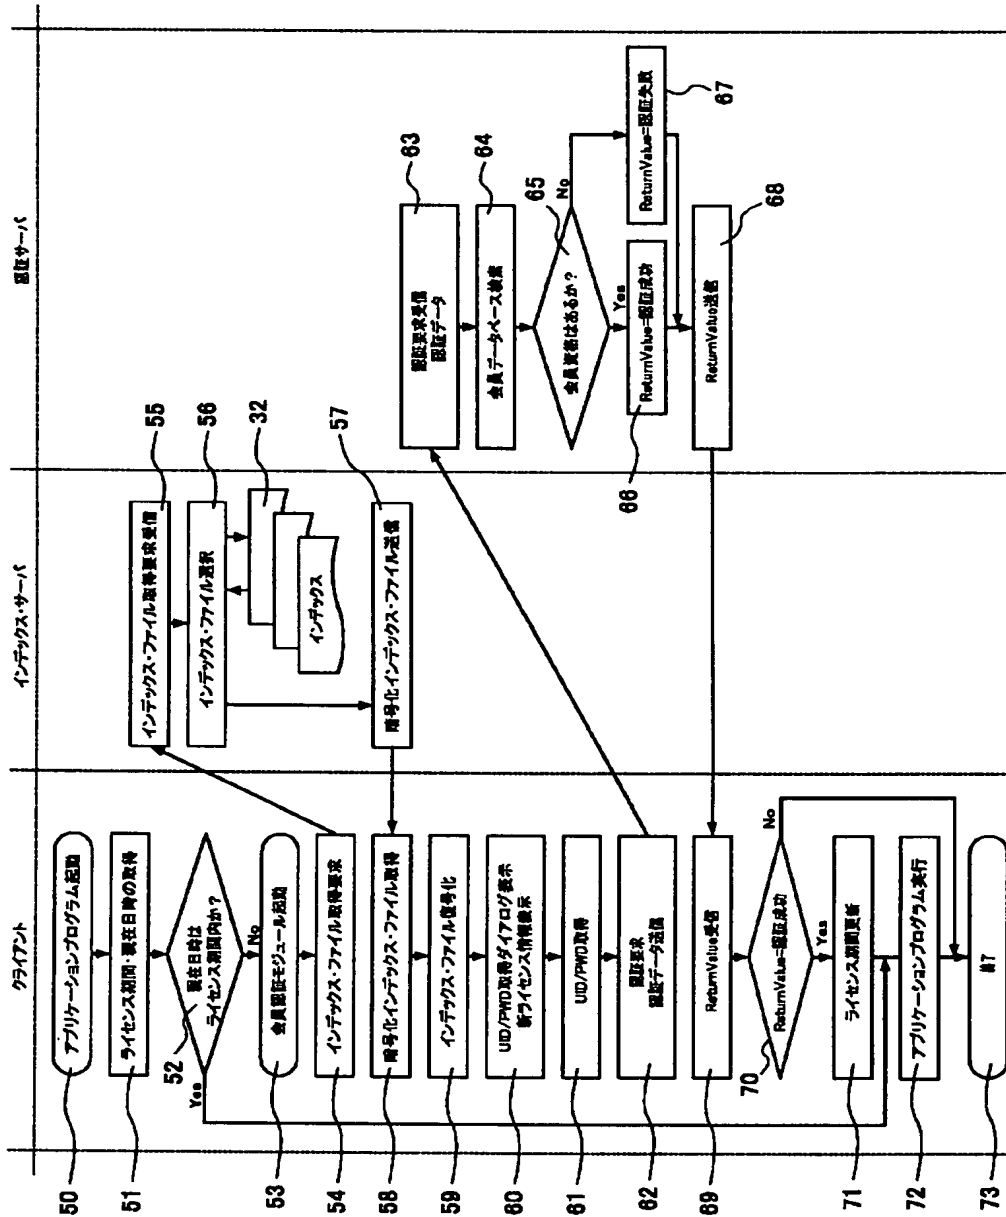 クライアント
インデックス・サーバ
認証サーバ
アプリケーションプログラム起動
50
ライセンス期間・現在日時の取得
51
現在日時は
ライセンス期間内か?
52
Yes
No
会員認証モジュール起動
53
インデックス・ファイル取得要求
54
インデックス・ファイル取得要求受信
55
インデックス・ファイル選択
56
インデックス
32
暗号化インデックス・ファイル送信
57
暗号化インデックス・ファイル取得
58
インデックス・ファイル復号化
59
UID/PWD取得ダイアログ表示
新ライセンス情報表示
60
UID/PWD取得
61
認証要求
認証データ送信
62
認証要求受信
認証データ
63
会員データベース検索
64
会員資格はあるか?
65
No
Yes
ReturnValue=認証成功
66
ReturnValue=認証失敗
67
ReturnValue送信
68
ReturnValue受信
69
ReturnValue=認証成功
70
No
Yes
ライセンス期間更新
71
アプリケーションプログラム実行
72
終了
73